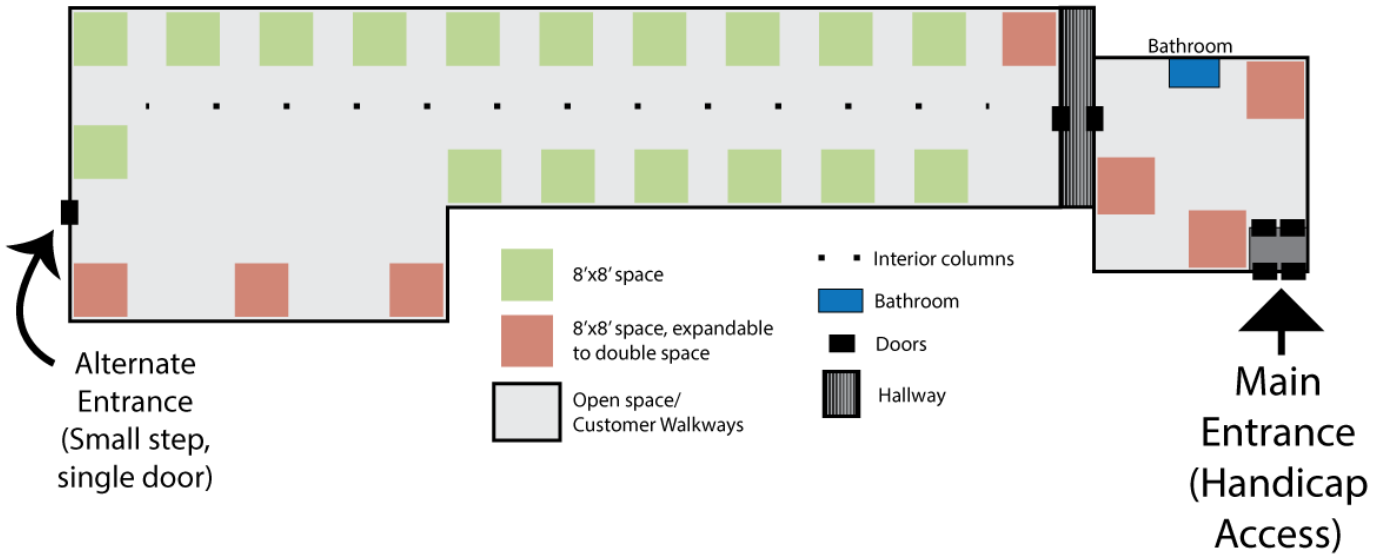 Bathroom
8’x8’ space
8’x8’ space, expandable
to double space
Open space/
Customer Walkways
Interior columns
Bathroom
Doors
Hallway
Alternate
Entrance
(Small step,
single door)
Main
Entrance
(Handicap
Access)